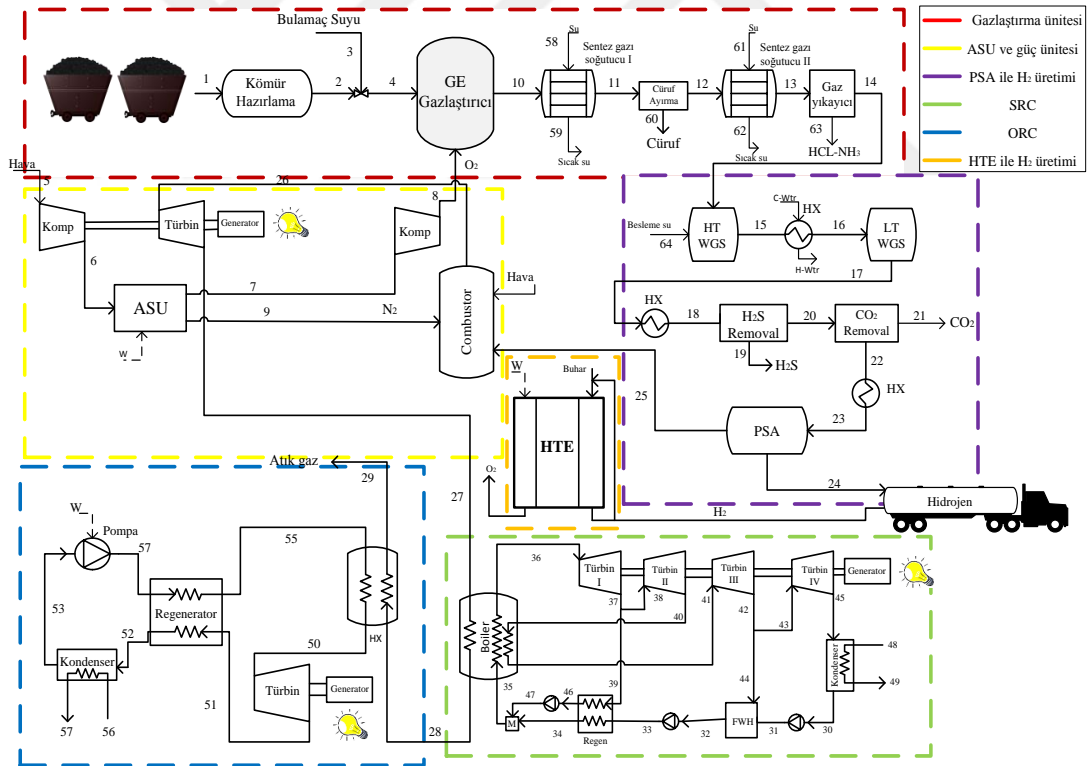 Gazlaştırma ünitesi
ASU ve güç ünitesi
PSA ile H2 üretimi
SRC
ORC
HTE ile H2 üretimi
Bulamaç Suyu
3
1
Kömür
Hazırlama
2
4
GE
Gazlaştırıcı
10
Su
58
Sentez gazı
soğutucu I
59
Sıcak su
11
Cüruf
Ayırma
60
Cüruf
12
Su
61
Sentez gazı
soğutucu II
62
Sıcak su
13
Gaz
yıkayıcı
63
HCL-NH3
14
O2
Hava
5
Komp
26
Türbin
Generator
8
Komp
6
ASU
W
7
9
N2
Combustor
Hava
Besleme su
64
HT
WGS
15
C-Wtr
HX
H-Wtr
16
LT
WGS
17
HX
18
H2S
Removal
19
H2S
20
CO2
Removal
21
CO2
22
HX
23
PSA
25
24
W
Buhar
HTE
O2
H2
Hidrojen
Atık gaz
29
27
W
Pompa
57
55
53
Regenerator
52
Kondenser
57
56
51
50
HX
Türbin
Generator
28
36
Türbin
I
37
Türbin
II
38
40
Türbin
III
41
42
Türbin
IV
43
45
Generator
Boiler
35
47
46
39
M
34
Regen
33
32
44
FWH
31
30
Kondenser
48
49